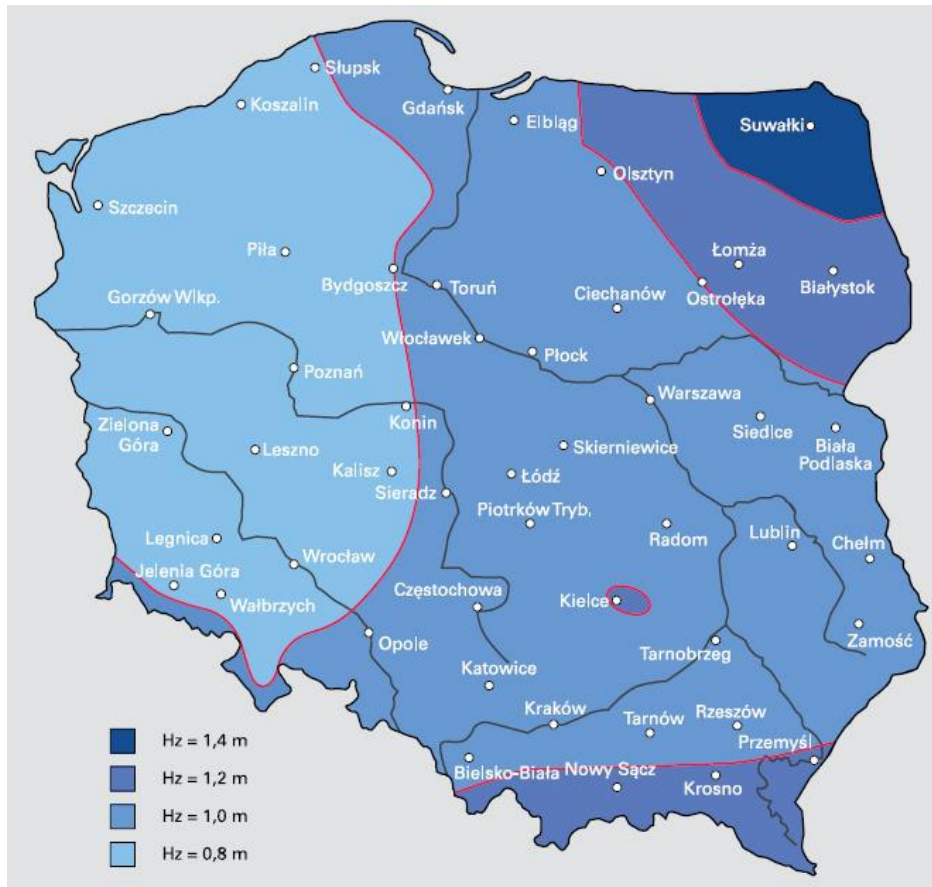 Słupsk
Koszalin
Gdańsk
Elbląg
Suwałki
Olsztyn
Szczecin
Piła
Łomża
Bydgoszcz
Toruń
Ciechanów
Ostrołęka
Białystok
Gorzów Wlkp.
Włocławek
Płock
Poznań
Warszawa
Konin
Siedlce
Zielona
Góra
Leszno
Skierniewice
Biała
Podlaska
Kalisz
Łódź
Sieradz
Piotrków Tryb.
Legnica
Radom
Lublin
Chełm
Wrocław
Jelenia Góra
Wałbrzych
Częstochowa
Kielce
Opole
Zamość
Tarnobrzeg
Katowice
Kraków
Tarnów
Rzeszów
Przemyśl
Bielsko-Biała
Nowy Sącz
Krosno
Hz = 1,4 m
Hz = 1,2 m
Hz = 1,0 m
Hz = 0,8 m